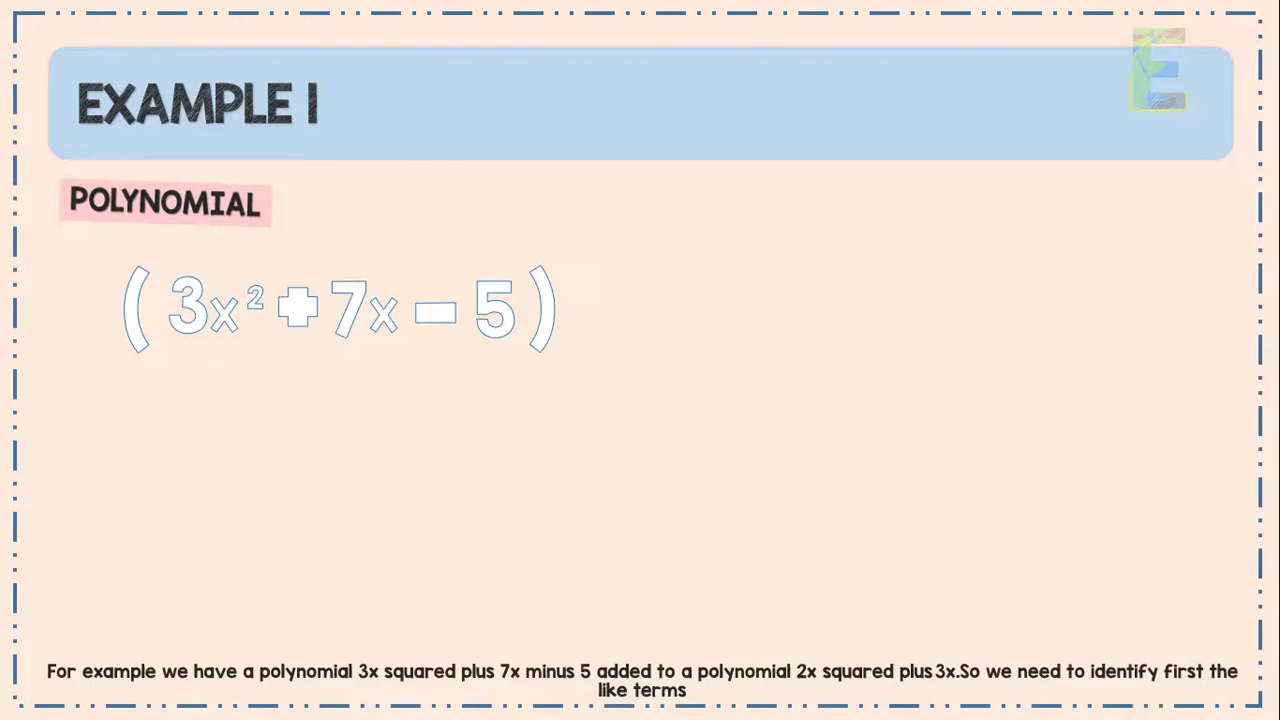 E
EXAMPLE 1
POLYNOMIAL
( 3x² + 7x - 5 )
For example we have a polynomial 3x squared plus 7x minus 5 added to a polynomial 2x squared plus 3x.So we need to identify first the
like terms